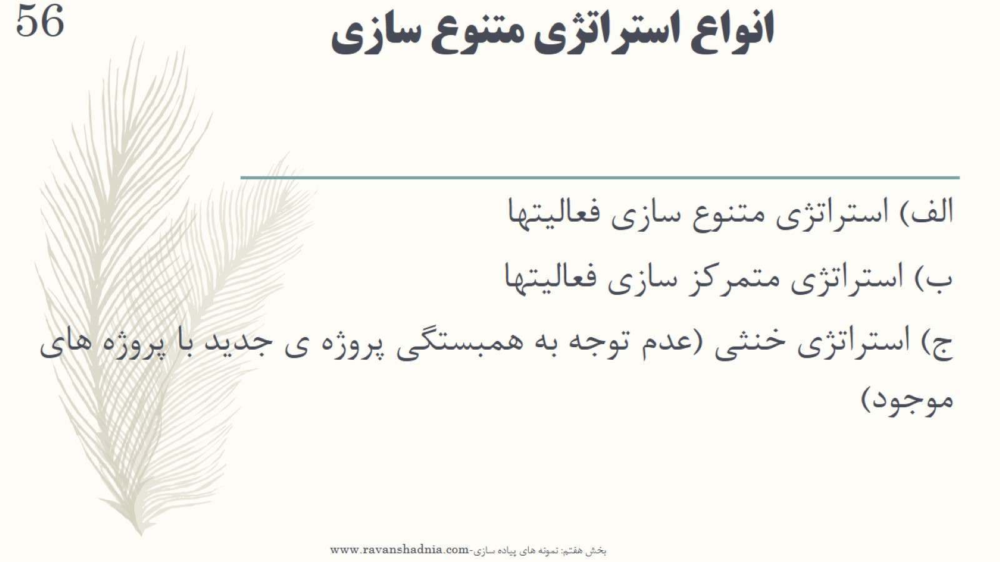 56
انواع استراتژی متنوع سازی
الف) استراتژی متنوع سازی فعالیتها
ب) استراتژی متمرکز سازی فعالیتها
ج) استراتژی خنثی (عدم توجه به همبستگی پروژه ی جدید با پروژه های
موجود)
بخش هفتم: نمونه های پیاده سازی-www.ravanshadnia.com